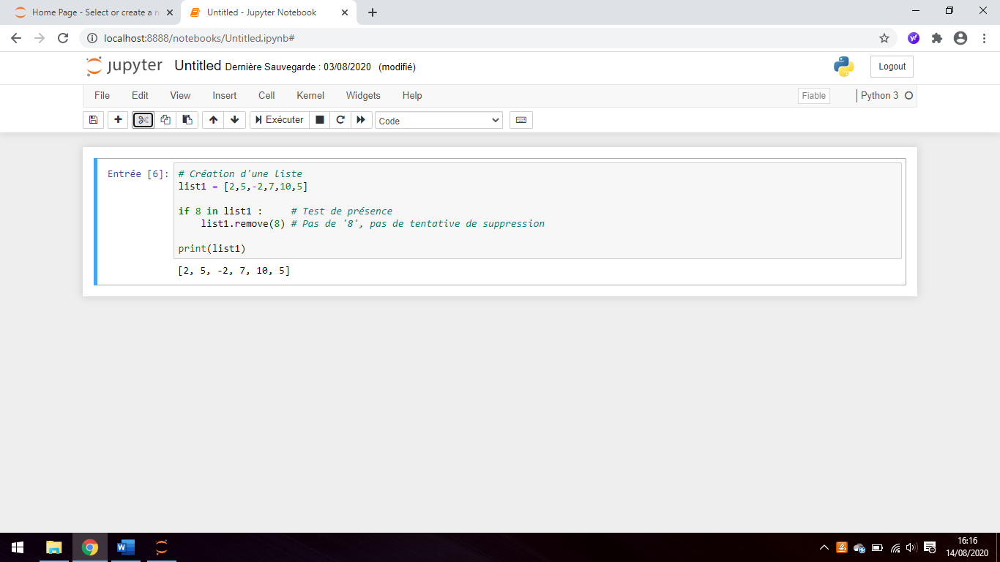 Home Page - Select or create a n
Untitled - Jupyter Notebook
localhost:8888/notebooks/Untitled.ipynb#
jupyter Untitled Dernière Sauvegarde : 03/08/2020 (modifié)
Logout
File Edit View Insert Cell Kernel Widgets Help
Fiable
Python 3
Exécuter
Code
Entrée [6]:
# Création d'une liste
list1 = [2,5,-2,7,10,5]
if 8 in list1 : # Test de présence
list1.remove(8) # Pas de '8', pas de tentative de suppression
print(list1)
[2, 5, -2, 7, 10, 5]
16:16
14/08/2020